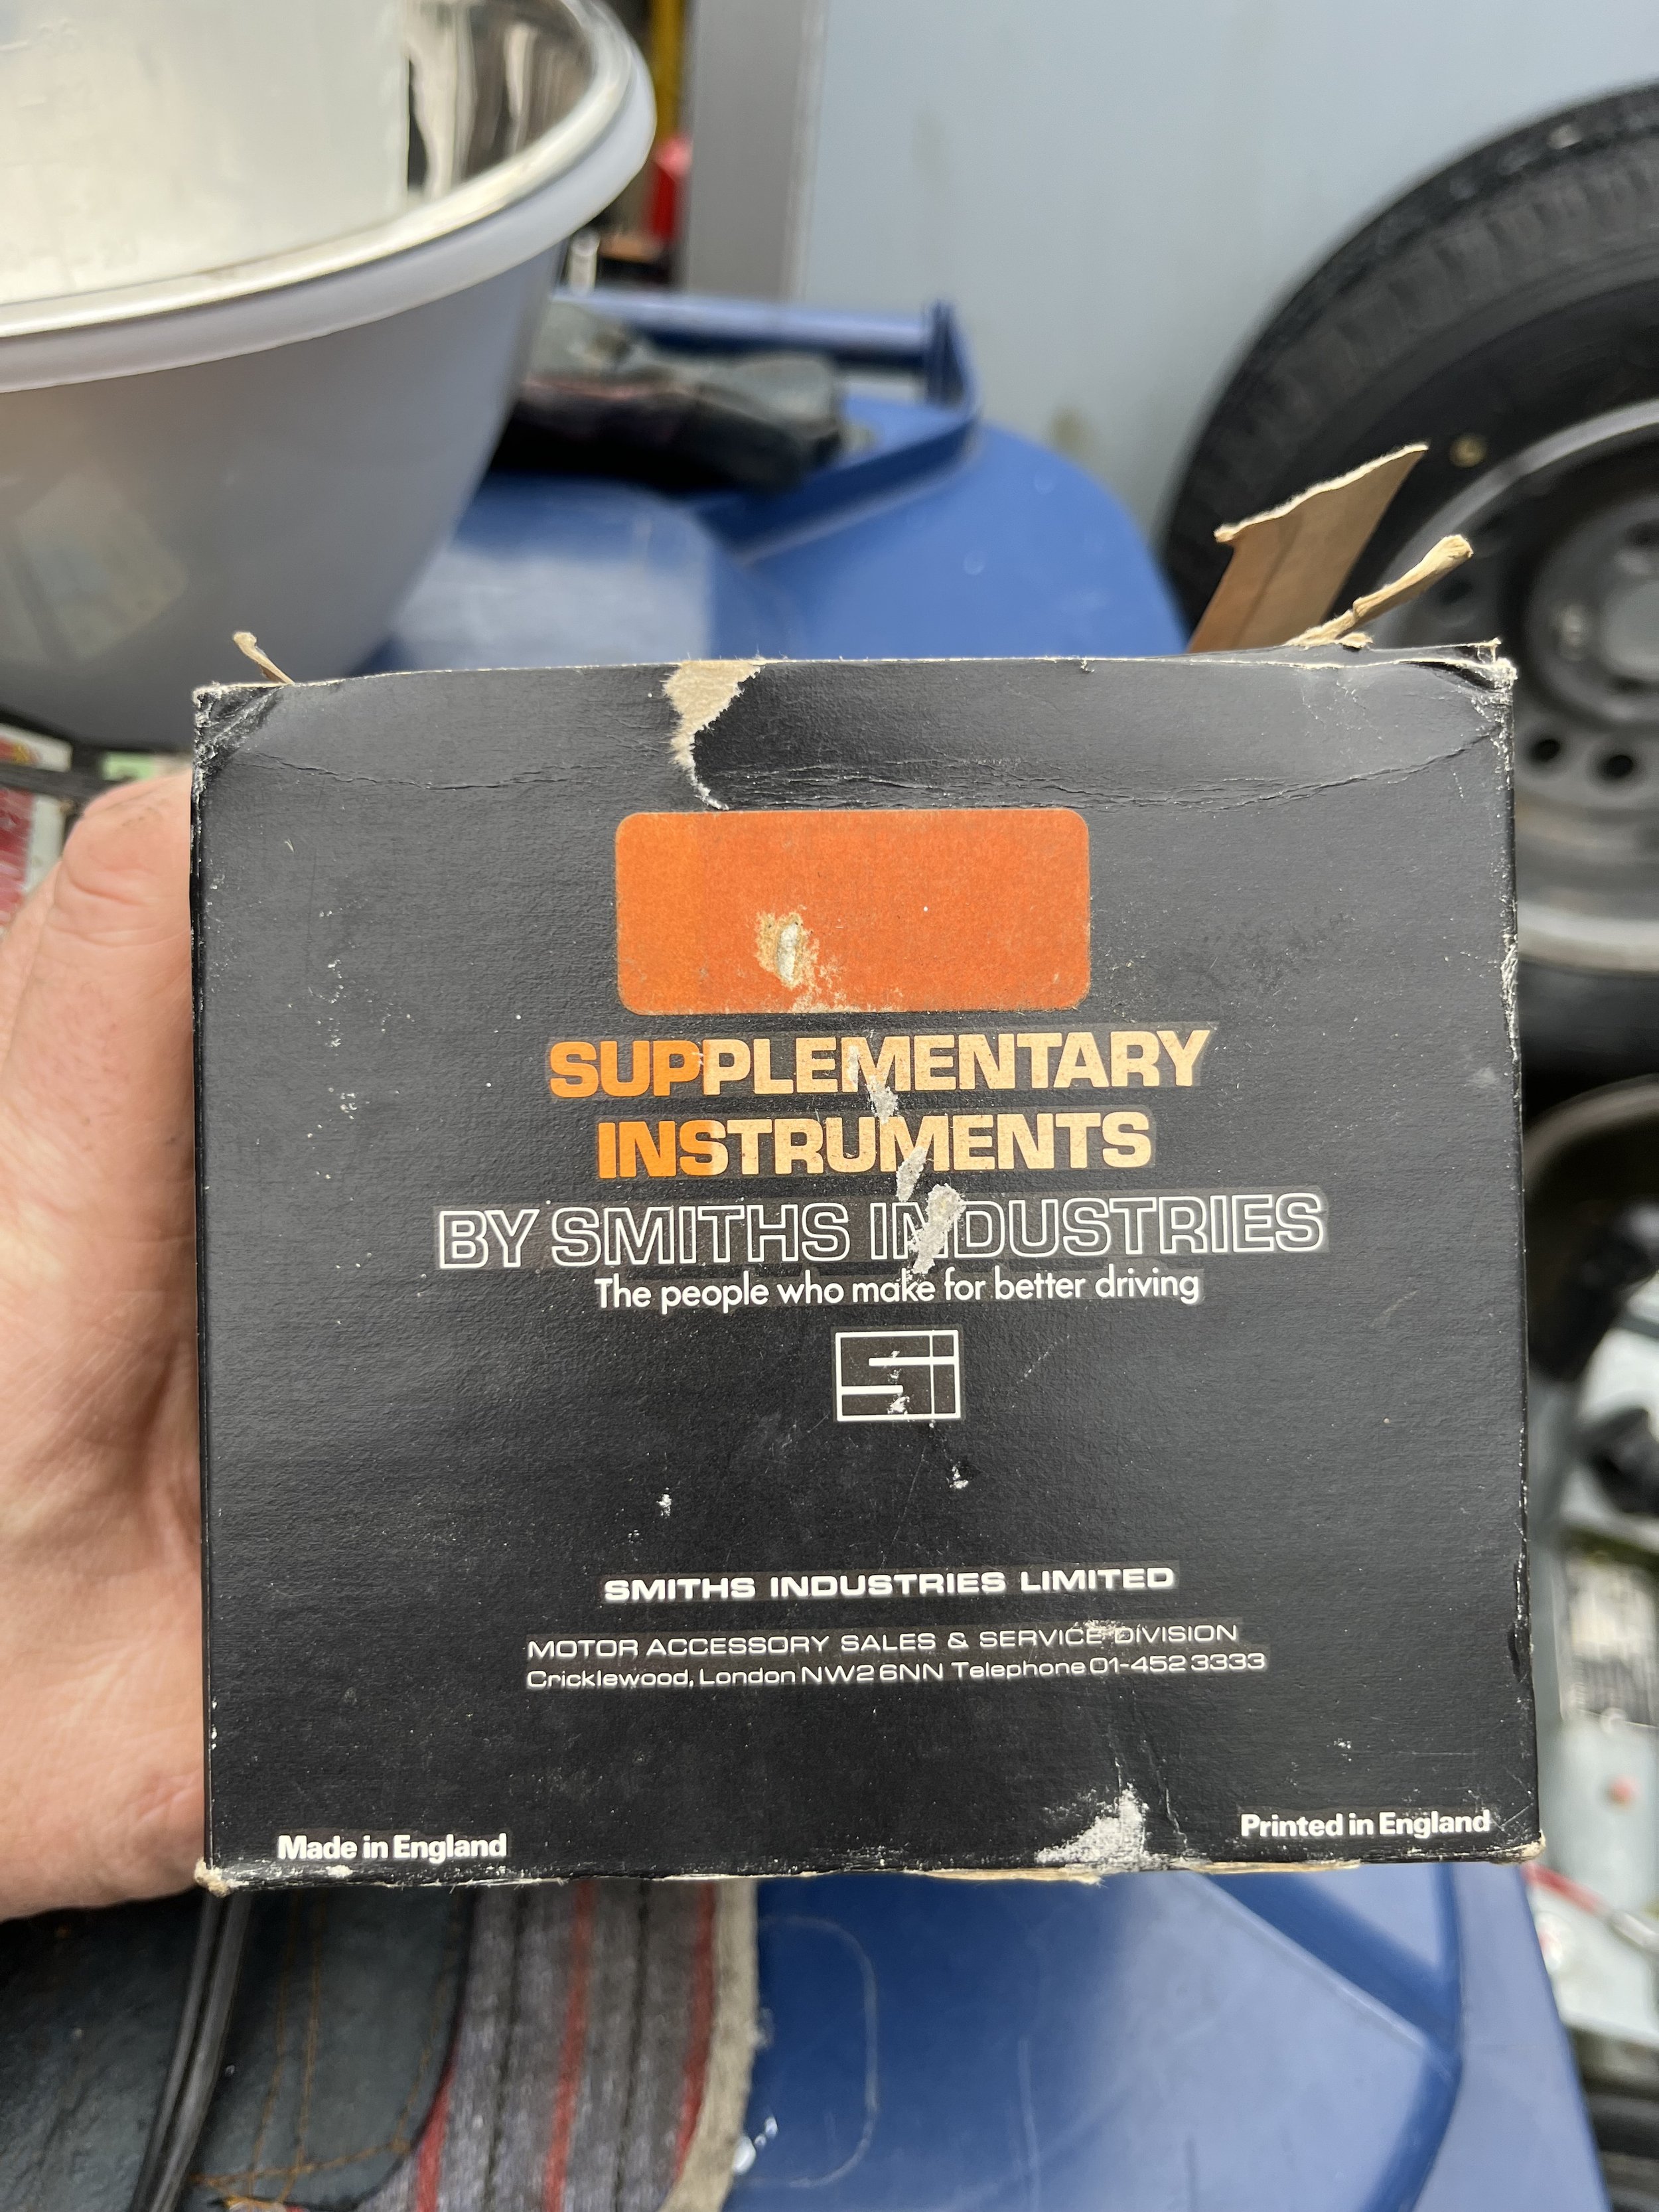 SUPPLEMENTARY
INSTRUMENTS
BY SMITHS INDUSTRIES
The people who make for better driving
Si
SMITHS INDUSTRIES LIMITED
MOTOR ACCESSORY SALES & SERVICE DIVISION
Cricklewood, London NW2 6NN Telephone 01-452 3333
Made in England
Printed in England